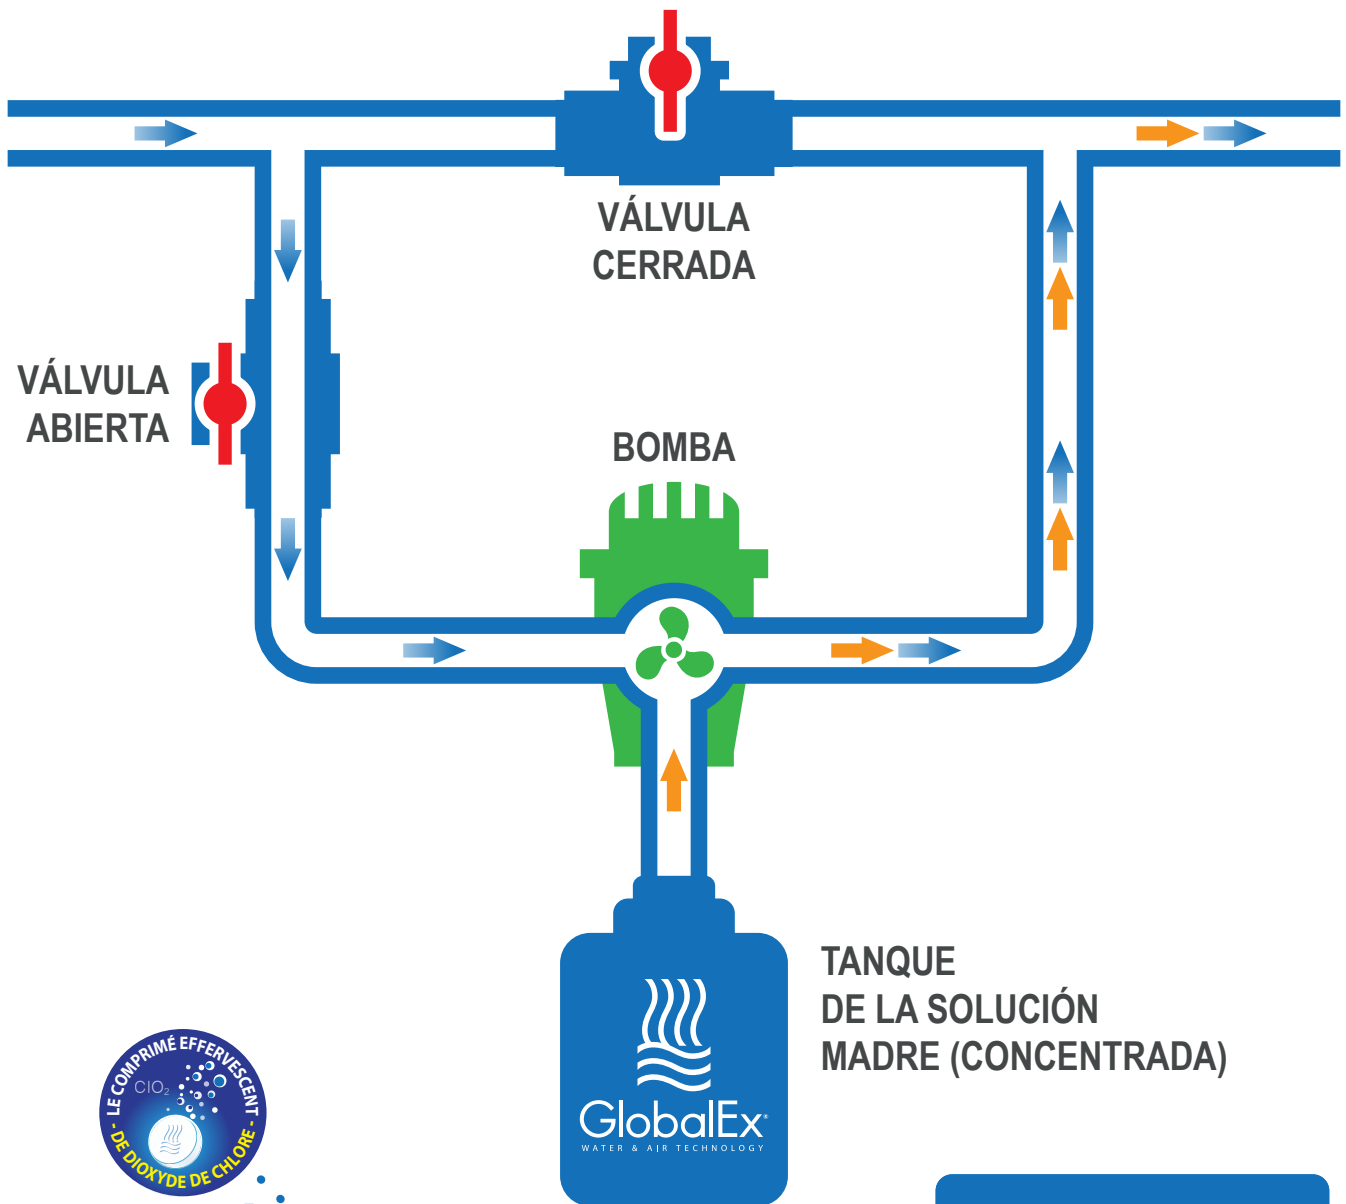 VÁLVULA
CERRADA
VÁLVULA
ABIERTA
BOMBA
TANQUE
DE LA SOLUCIÓN
MADRE (CONCENTRADA)
GlobalEx®
WATER & AIR TECHNOLOGY
LE COMPRIMÉ EFFERVESCENT
ClO₂
- DE DIOXYDE DE CHLORE -